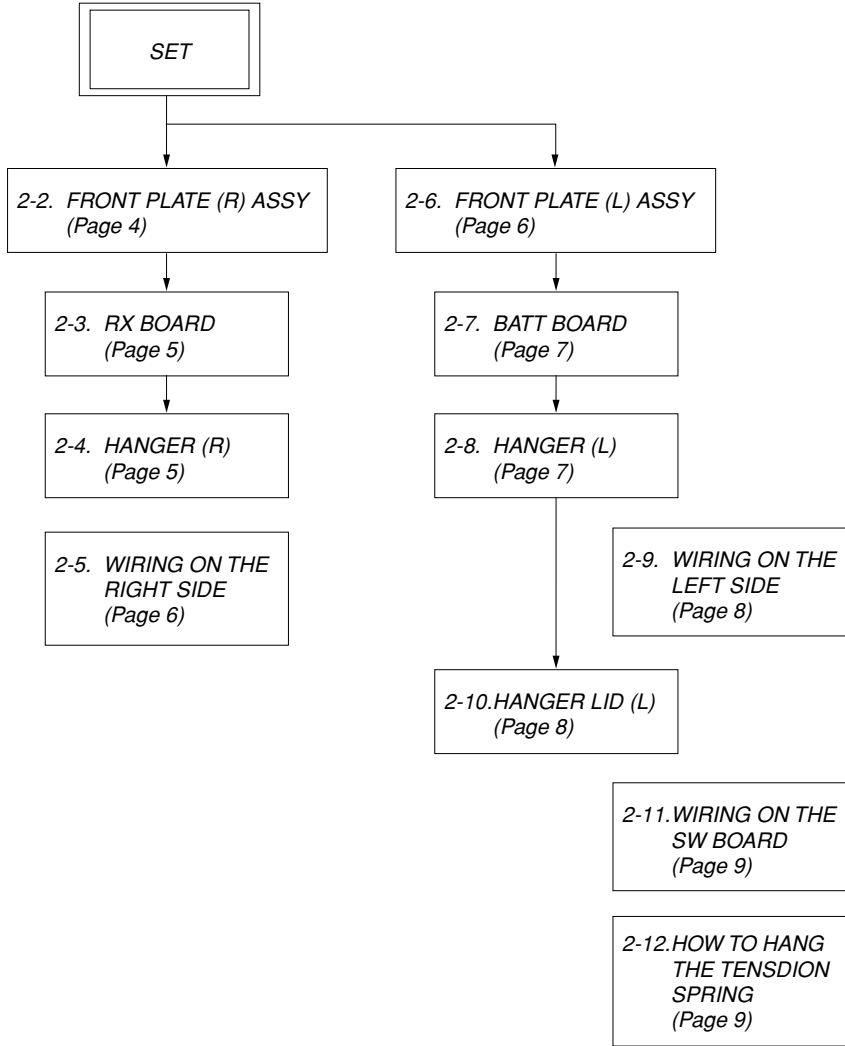 SET
2-2. FRONT PLATE (R) ASSY
(Page 4)
2-6. FRONT PLATE (L) ASSY
(Page 6)
2-3. RX BOARD
(Page 5)
2-7. BATT BOARD
(Page 7)
2-4. HANGER (R)
(Page 5)
2-8. HANGER (L)
(Page 7)
2-5. WIRING ON THE
RIGHT SIDE
(Page 6)
2-9. WIRING ON THE
LEFT SIDE
(Page 8)
2-10.HANGER LID (L)
(Page 8)
2-11.WIRING ON THE
SW BOARD
(Page 9)
2-12.HOW TO HANG
THE TENSDION
SPRING
(Page 9)